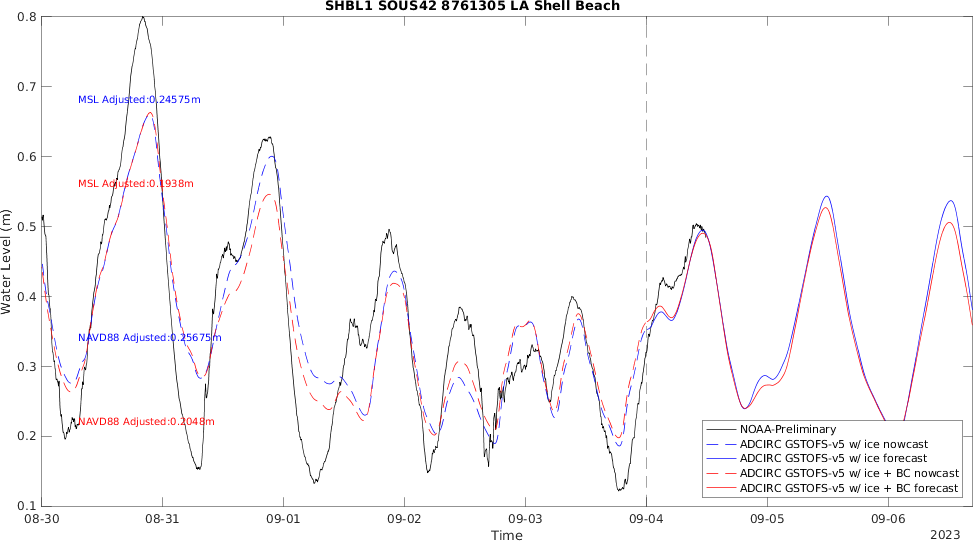 SHBL1 SOUS42 8761305 LA Shell Beach
0.8
0.7
0.6
0.5
0.4
0.3
0.2
0.1
Water Level (m)
MSL Adjusted:0.24575m
MSL Adjusted:0.1938m
NAVD88 Adjusted:0.25675m
NAVD88 Adjusted:0.2048m
NOAA-Preliminary
ADCIRC GSTOFS-v5 w/ ice nowcast
ADCIRC GSTOFS-v5 w/ ice forecast
ADCIRC GSTOFS-v5 w/ ice + BC nowcast
ADCIRC GSTOFS-v5 w/ ice + BC forecast
08-30 08-31 09-01 09-02 09-03 09-04 09-05 09-06
Time
2023